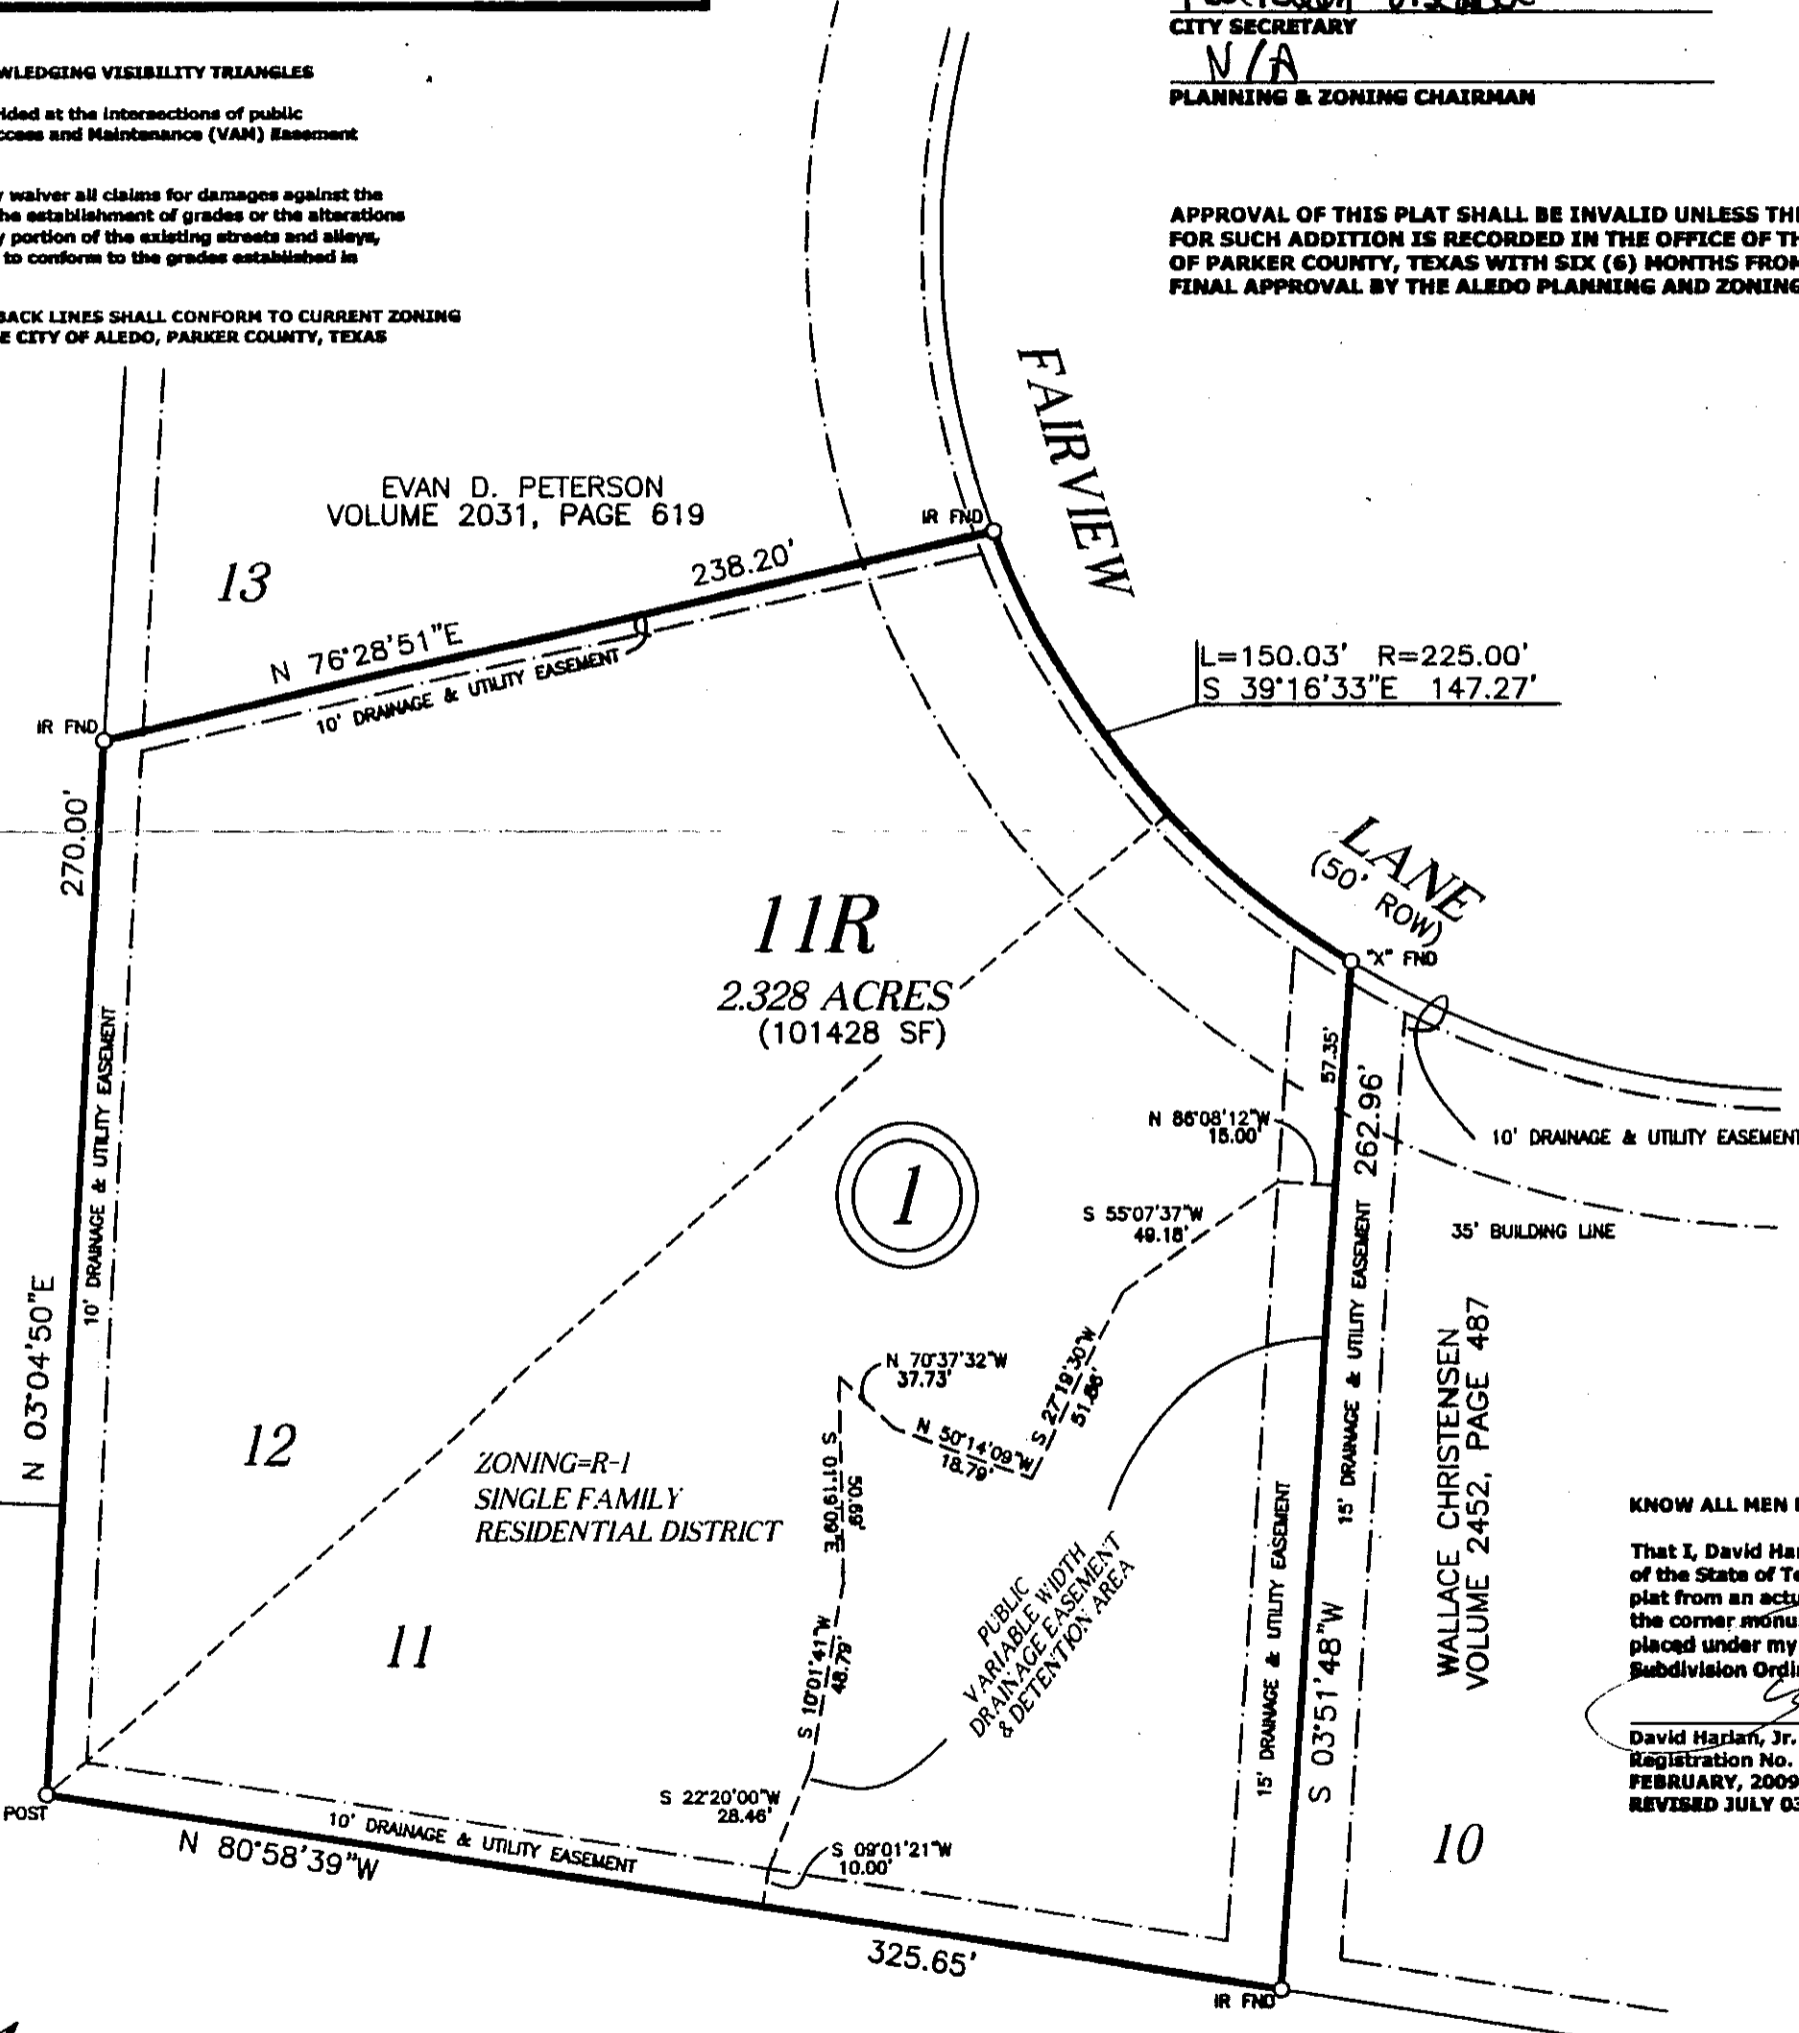 CITY SECRETARY
N/A
PLANNING & ZONING CHAIRMAN
VISIBILITY TRIANGLES
at the intersections of public
and Maintenance (VAM) Easement
waiver all claims for damages against the
establishment of grades or the alterations
portion of the existing streets and alleys,
to conform to the grades established in
LINES SHALL CONFORM TO CURRENT ZONING
CITY OF ALEDO, PARKER COUNTY, TEXAS
APPROVAL OF THIS PLAT SHALL BE INVALID UNLESS
FOR SUCH ADDITION IS RECORDED IN THE OFFICE OF
OF PARKER COUNTY, TEXAS WITH SIX (6) MONTHS FROM
FINAL APPROVAL BY THE ALEDO PLANNING AND ZONING
FAIRVIEW
LANE
(50' ROW)
EVAN D. PETERSON
VOLUME 2031, PAGE 619
IR FND
13
238.20'
N 76°28'51"E
10' DRAINAGE & UTILITY EASEMENT
L=150.03' R=225.00'
S 39°16'33"E 147.27'
IR FND
270.00'
N 03°04'50"E
10' DRAINAGE & UTILITY EASEMENT
11R
2.328 ACRES
(101428 SF)
"X" FND
57.35'
262.96'
N 86°08'12"W
15.00'
10' DRAINAGE & UTILITY EASEMENT
1
S 55°07'37"W
49.18'
35' BUILDING LINE
15' DRAINAGE & UTILITY EASEMENT
N 70°37'32"W
37.73'
S 27°19'30"W
51.86'
N 50°14'09"W
18.79'
S 01°19'09"E
50.69'
12
ZONING=R-1
SINGLE FAMILY
RESIDENTIAL DISTRICT
WALLACE CHRISTENSEN
VOLUME 2452, PAGE 487
KNOW ALL MEN
That I, David
of the State of
plat from an
the corner
placed under my
Subdivision
David Harlan, Jr.
Registration No.
FEBRUARY, 2009
REVISED JULY
11
S 10°01'41"W
48.79'
PUBLIC
VARIABLE WIDTH
DRAINAGE EASEMENT
& DETENTION AREA
15' DRAINAGE & UTILITY EASEMENT
S 03°51'48"W
S 22°20'00"W
28.46'
S 09°01'21"W
10.00'
POST
N 80°58'39"W
10' DRAINAGE & UTILITY EASEMENT
325.65'
IR FND
10